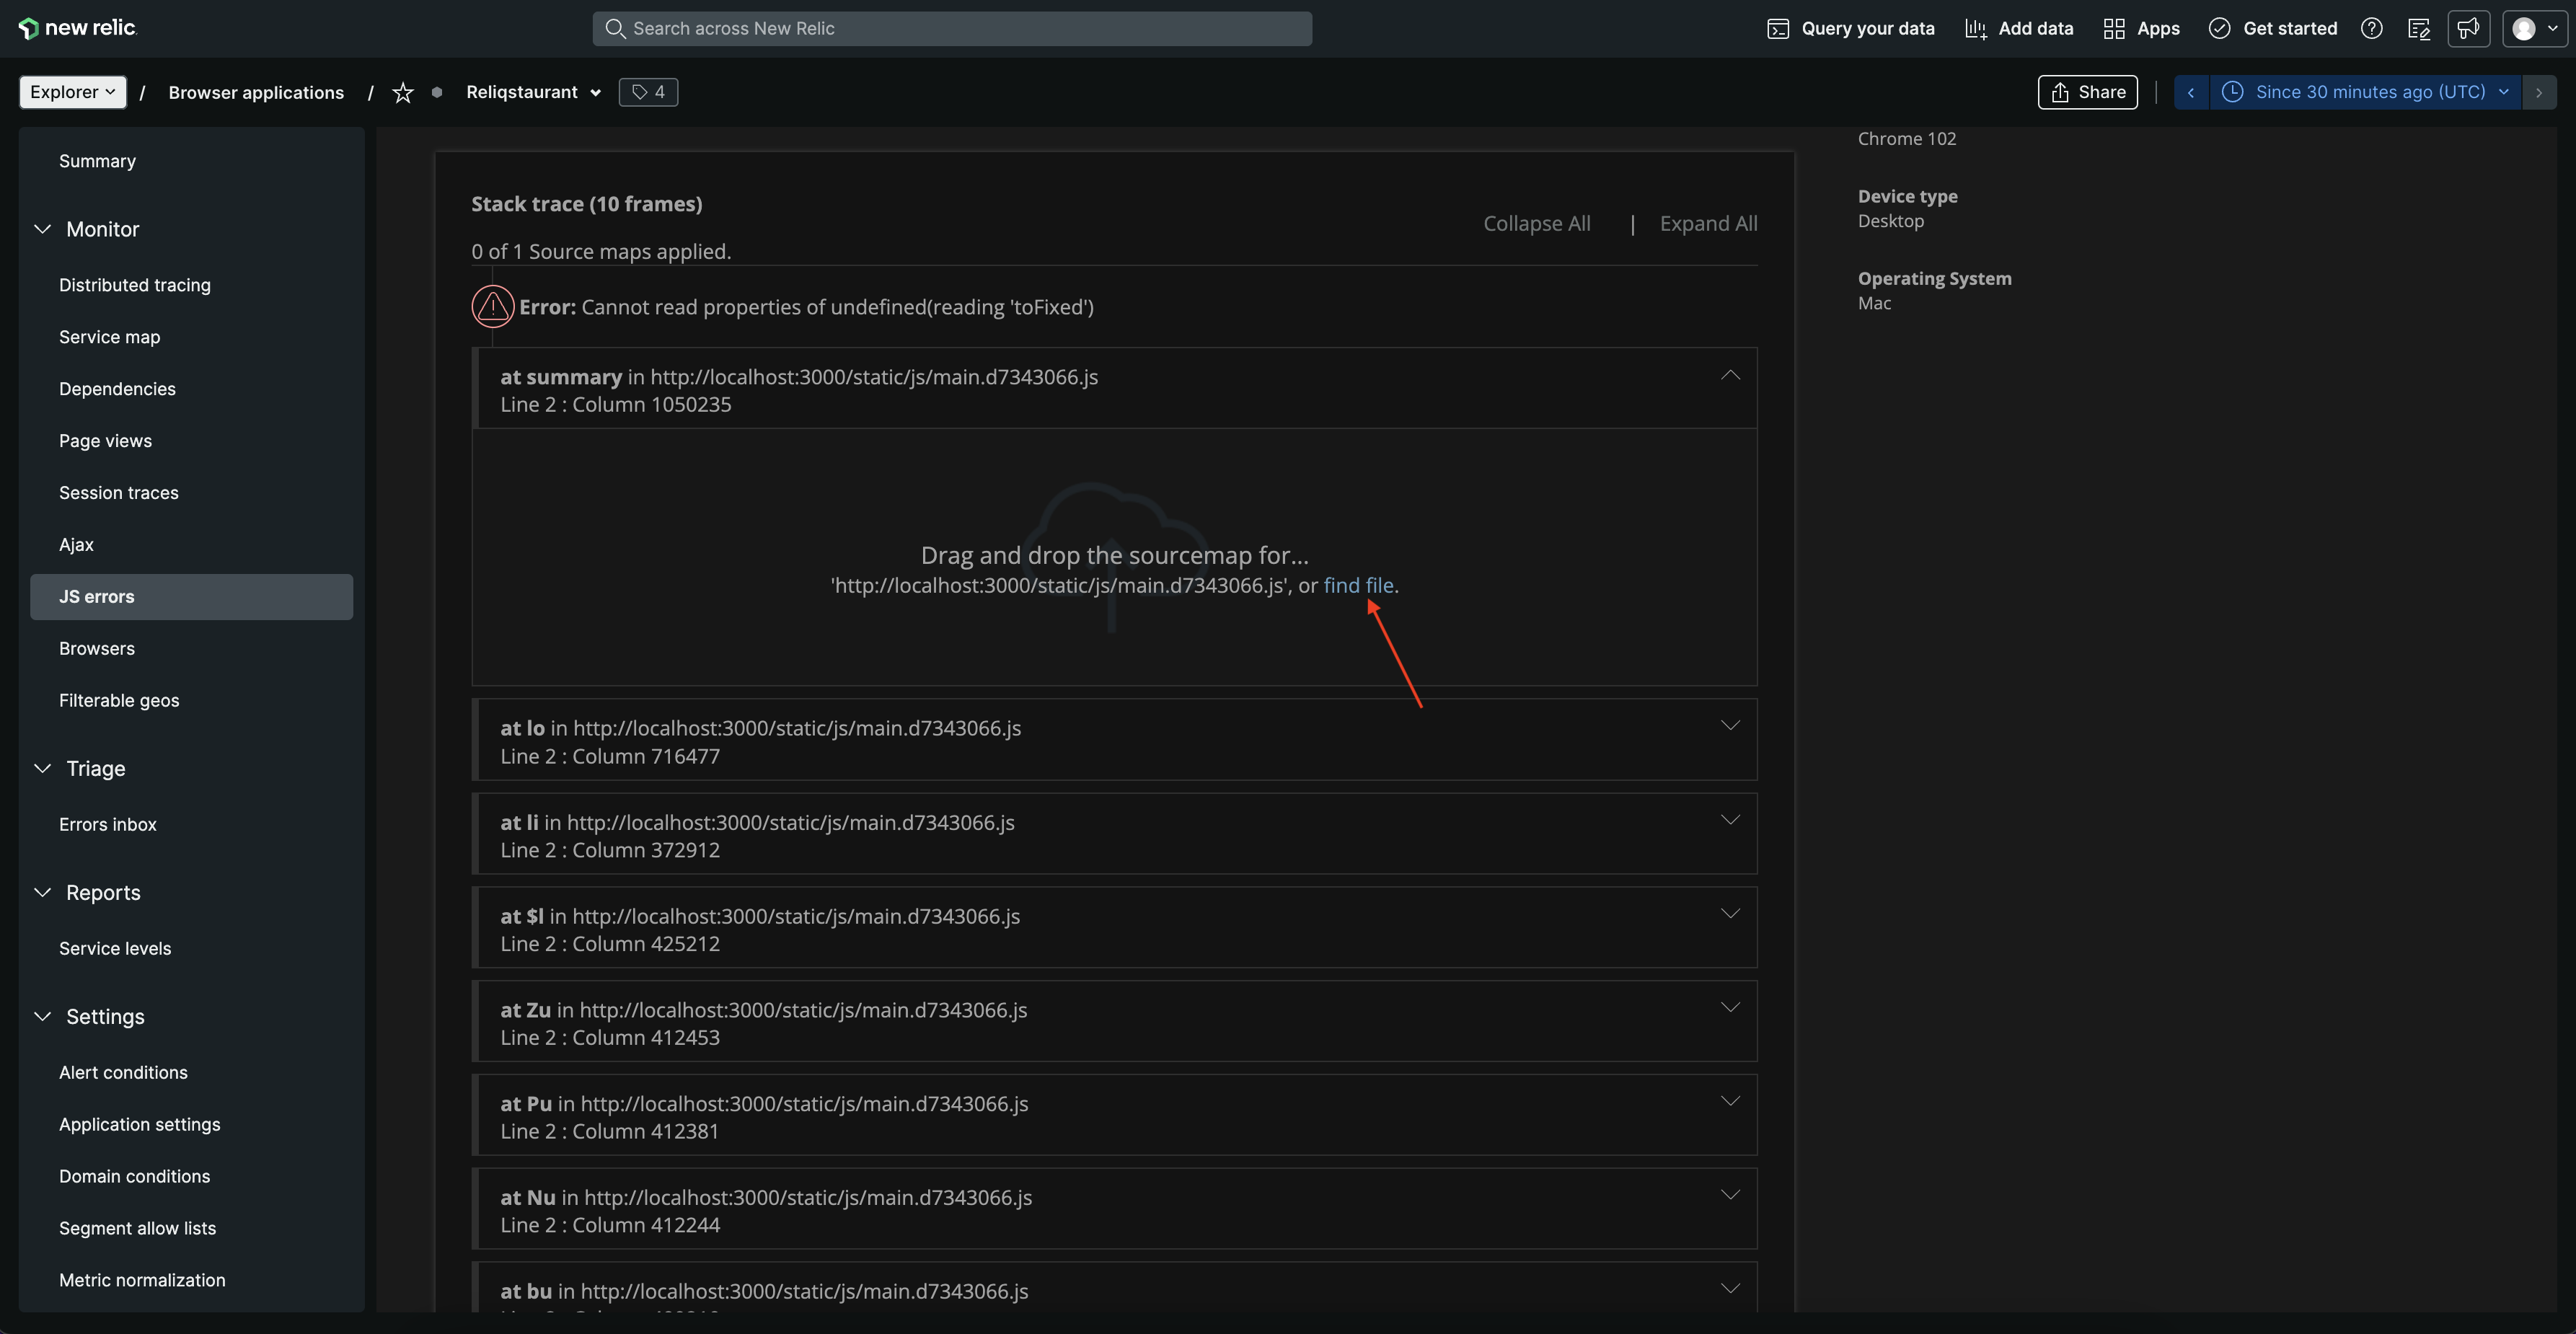 new relic.
Search across New Relic
Query your data
Add data
Apps
Get started
Explorer
/ Browser applications / Reliqstaurant
4
Share
Since 30 minutes ago (UTC)
Summary
Monitor
Distributed tracing
Service map
Dependencies
Page views
Session traces
Ajax
JS errors
Browsers
Filterable geos
Triage
Errors inbox
Reports
Service levels
Settings
Alert conditions
Application settings
Domain conditions
Segment allow lists
Metric normalization
Stack trace (10 frames)
Collapse All | Expand All
0 of 1 Source maps applied.
Error: Cannot read properties of undefined(reading 'toFixed')
at summary in http://localhost:3000/static/js/main.d7343066.js
Line 2 : Column 1050235
Drag and drop the sourcemap for...
'http://localhost:3000/static/js/main.d7343066.js', or find file.
at lo in http://localhost:3000/static/js/main.d7343066.js
Line 2 : Column 716477
at li in http://localhost:3000/static/js/main.d7343066.js
Line 2 : Column 372912
at $l in http://localhost:3000/static/js/main.d7343066.js
Line 2 : Column 425212
at Zu in http://localhost:3000/static/js/main.d7343066.js
Line 2 : Column 412453
at Pu in http://localhost:3000/static/js/main.d7343066.js
Line 2 : Column 412381
at Nu in http://localhost:3000/static/js/main.d7343066.js
Line 2 : Column 412244
at bu in http://localhost:3000/static/js/main.d7343066.js
Chrome 102
Device type
Desktop
Operating System
Mac